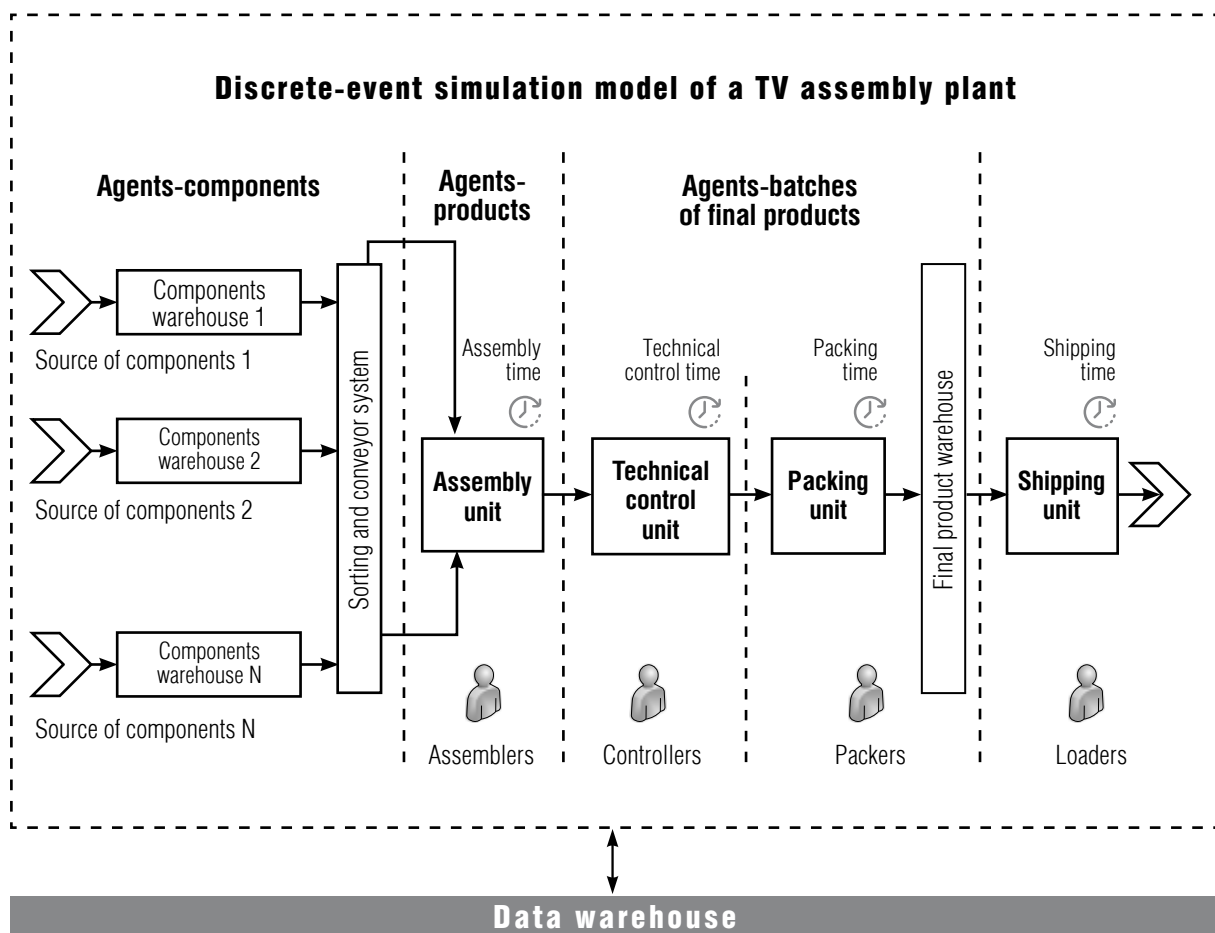 Discrete-event simulation model of a TV assembly plant
Agents-components
Agents-
products
Agents-batches
of final products
Components
warehouse 1
Source of components 1
Components
warehouse 2
Source of components 2
Components
warehouse N
Source of components N
Sorting and conveyor system
Assembly
time
Assembly
unit
Assemblers
Technical
control time
Technical
control
unit
Controllers
Packing
time
Packing
unit
Packers
Final product warehouse
Shipping
time
Shipping
unit
Loaders
Data warehouse